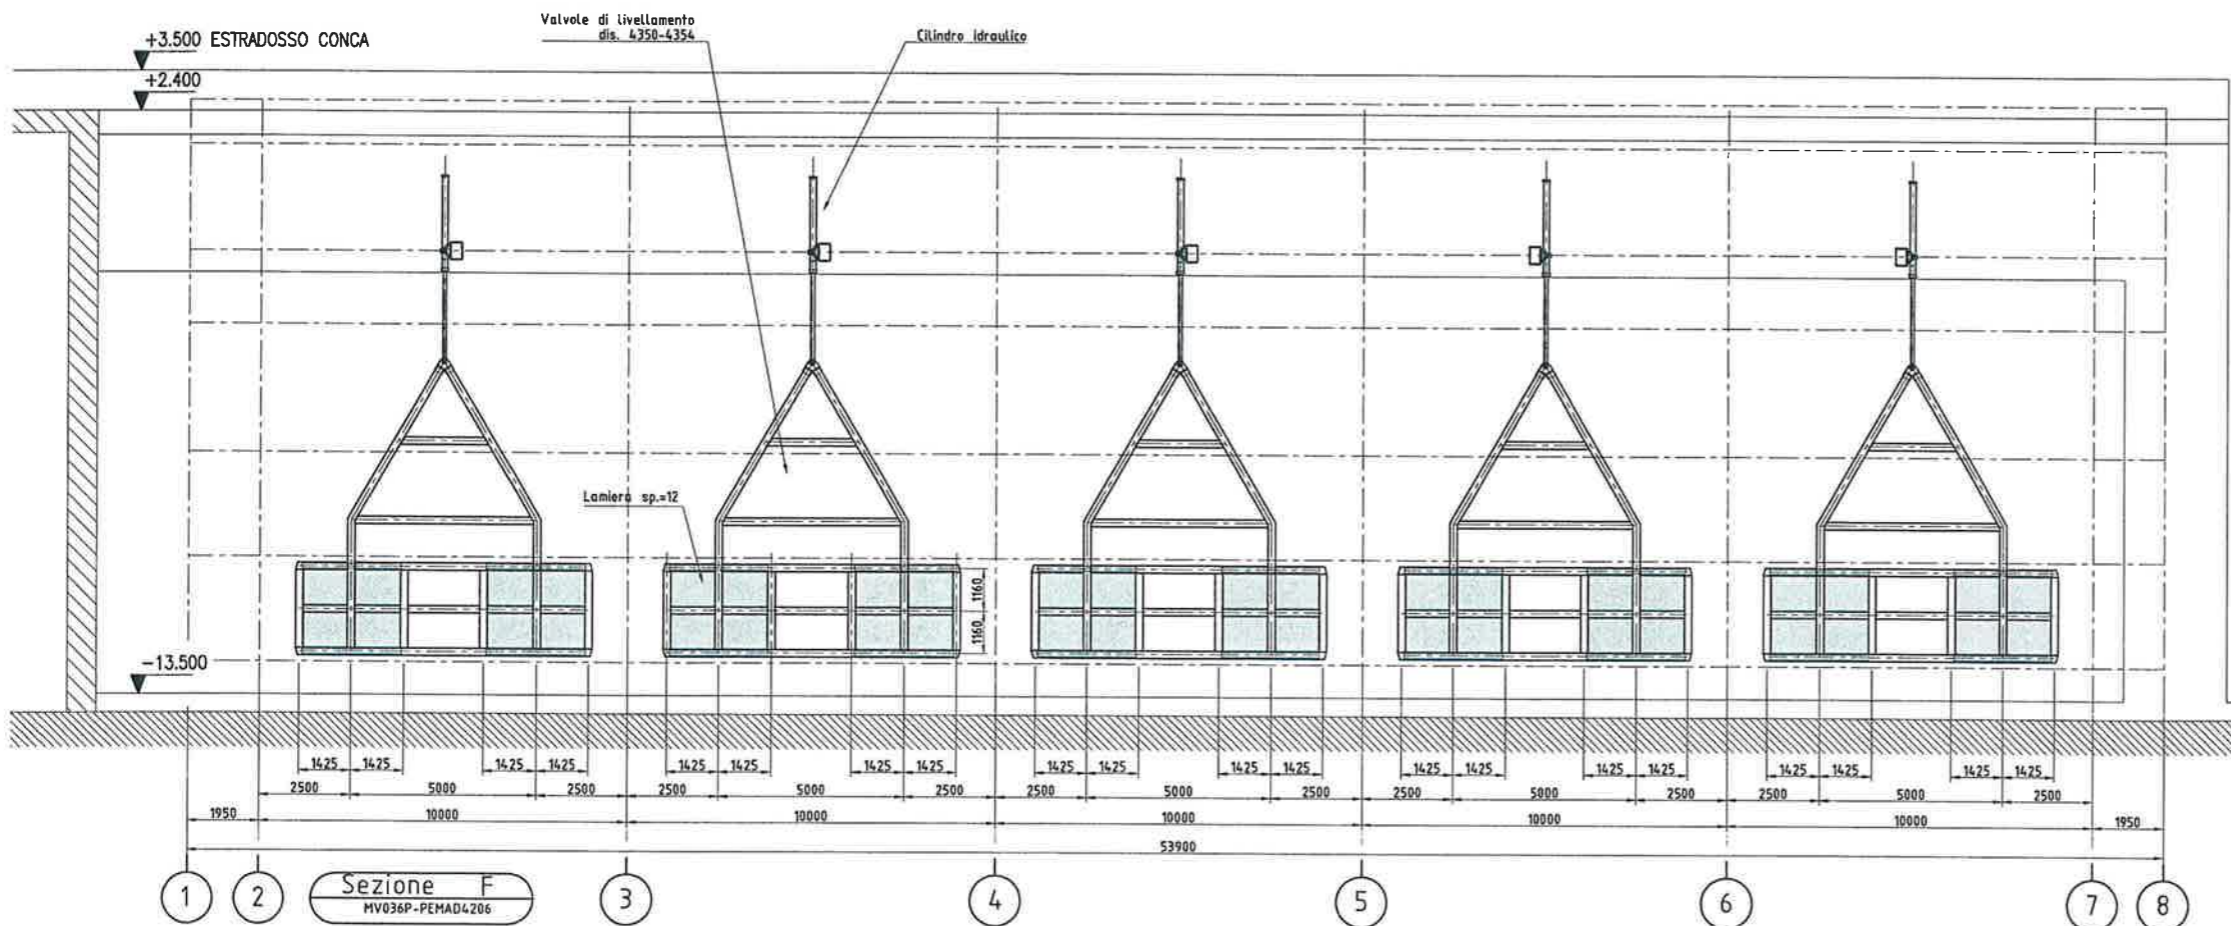 +3.500 ESTRADOSSO CONCA
+2.400
Valvole di livellamento
dis. 4350-4354
Cilindro idraulico
Lamiera sp.=12
1160
1160
-13.500
1425 1425 1425 1425 1425 1425 1425 1425 1425 1425 1425 1425 1425 1425 1425 1425 1425 1425 1425 1425
2500 5000 2500 2500 5000 2500 2500 5000 2500 2500 5000 2500 2500 5000 2500
1950 10000 10000 10000 10000 10000 1950
53900
1 2 3 4 5 6 7 8
Sezione F
MV036P-PEMAD4206